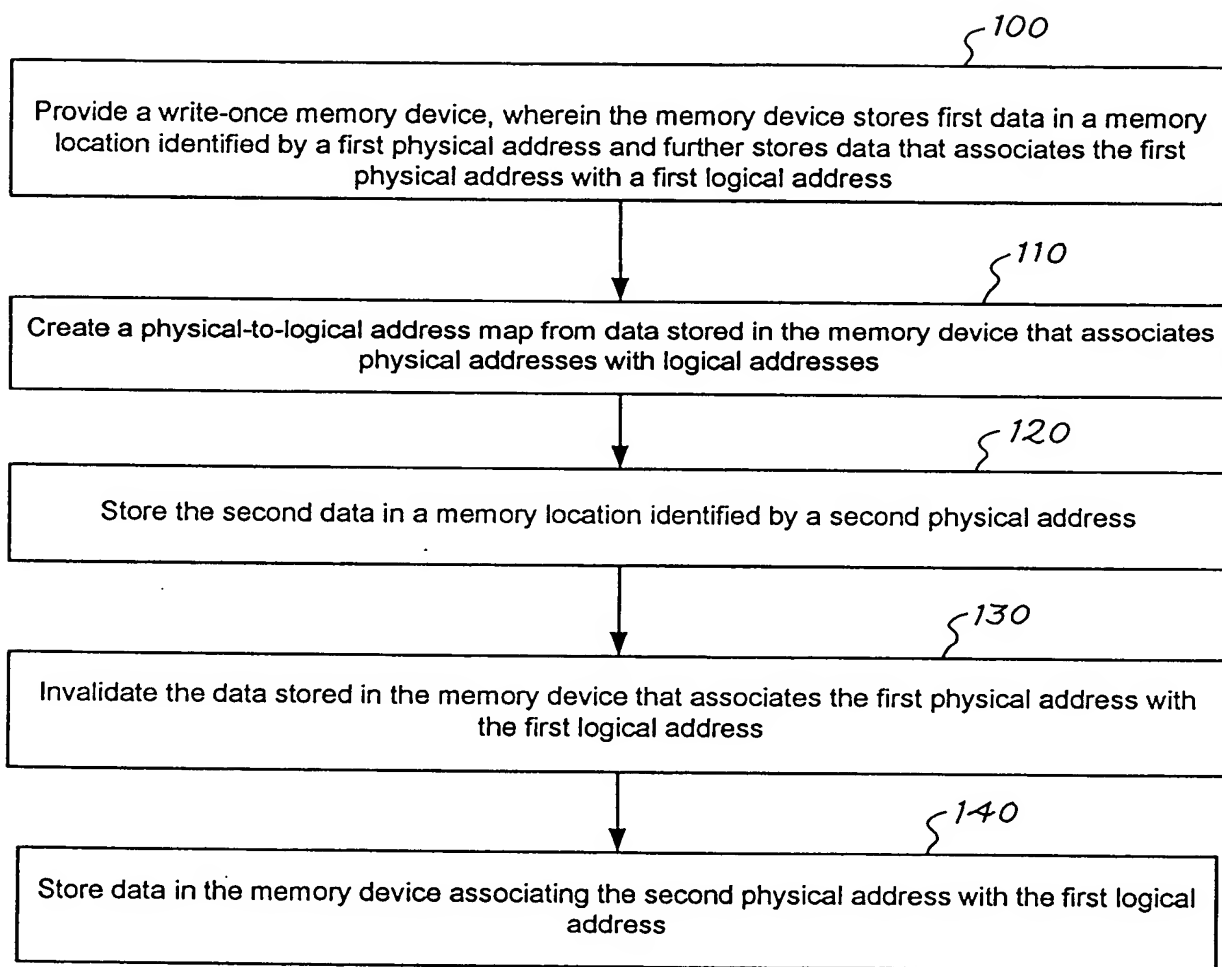 100
Provide a write-once memory device, wherein the memory device stores first data in a memory
location identified by a first physical address and further stores data that associates the first
physical address with a first logical address
110
Create a physical-to-logical address map from data stored in the memory device that associates
physical addresses with logical addresses
120
Store the second data in a memory location identified by a second physical address
130
Invalidate the data stored in the memory device that associates the first physical address with
the first logical address
140
Store data in the memory device associating the second physical address with the first logical
address